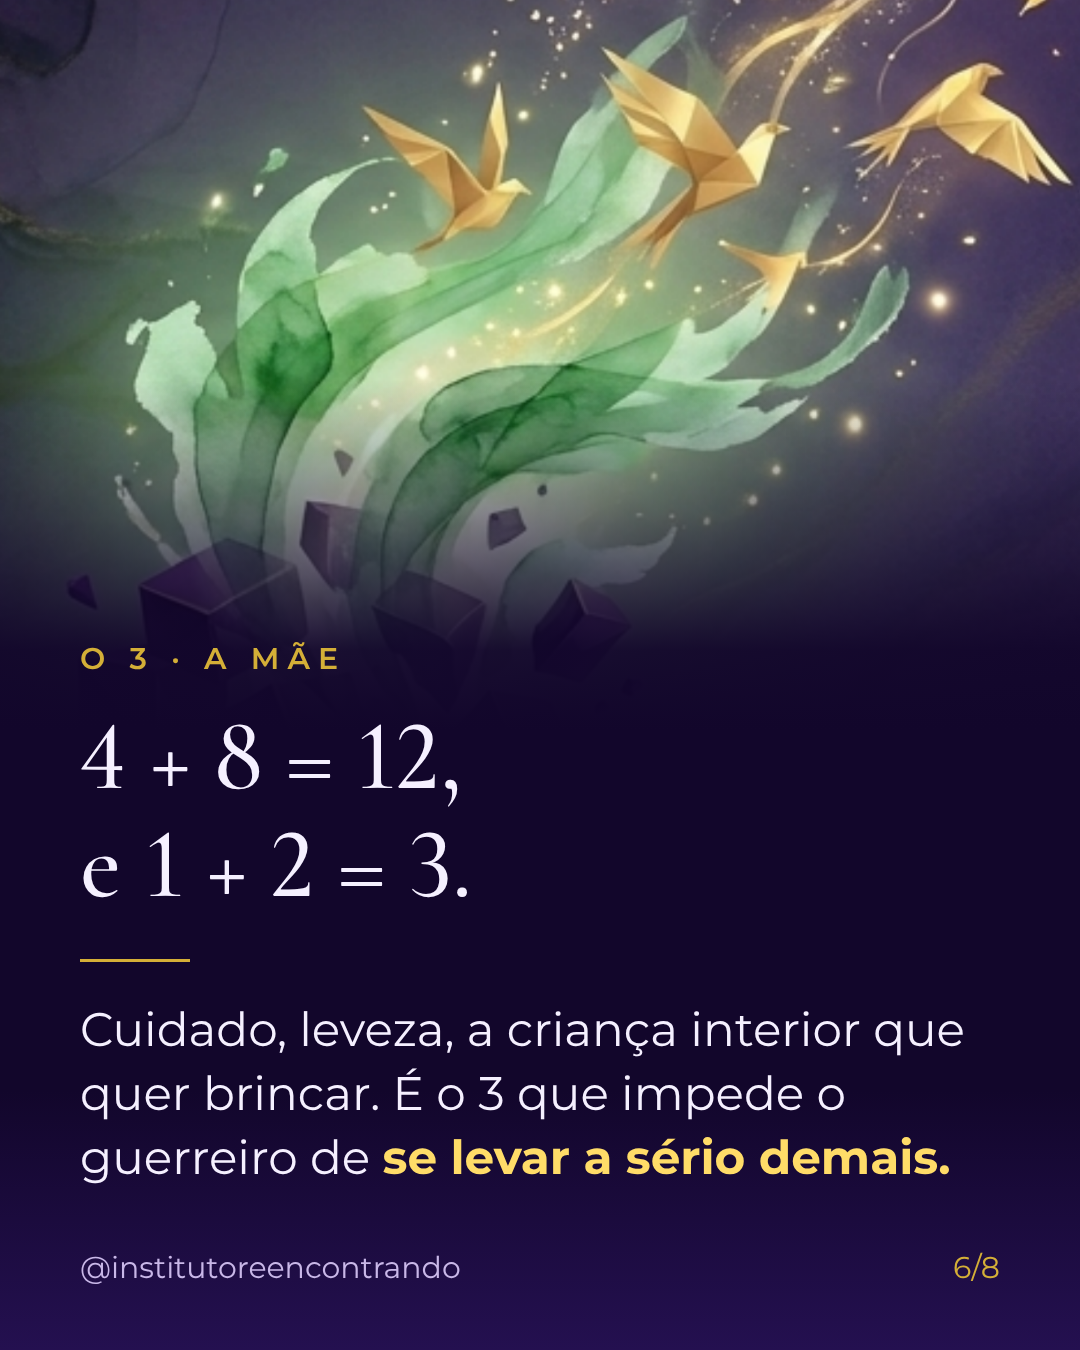 O 3 · A MÃE
4 + 8 = 12,
e 1 + 2 = 3.
Cuidado, leveza, a criança interior que
quer brincar. É o 3 que impede o
guerreiro de se levar a sério demais.
@institutoreencontrando
6/8